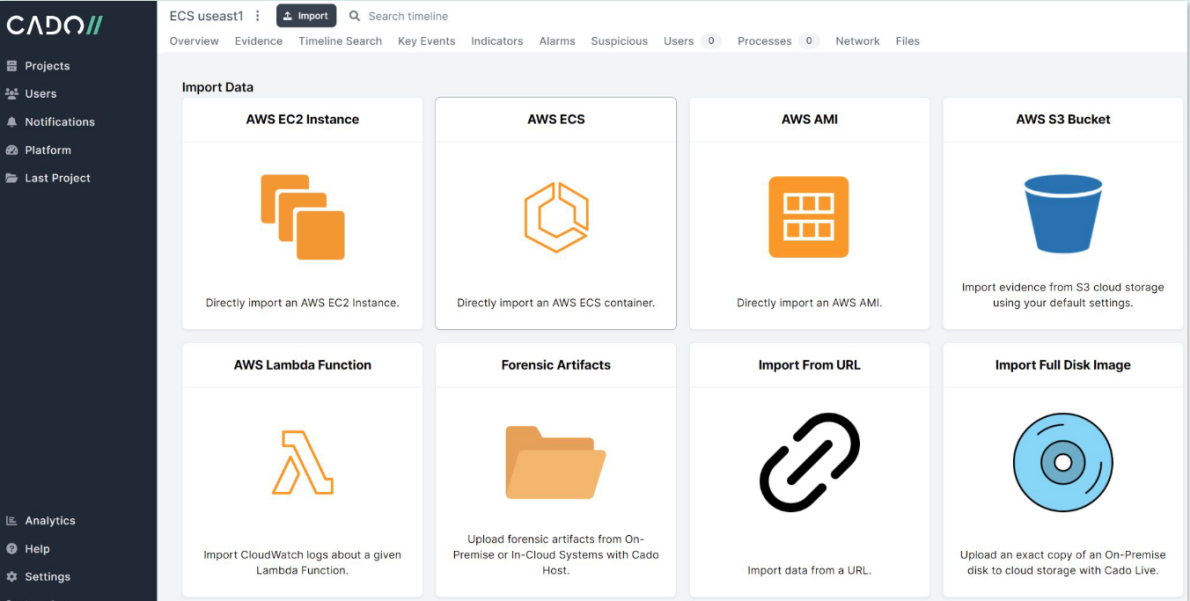 CADO//
Projects
Users
Notifications
Platform
Last Project
Analytics
Help
Settings
ECS useast1
Import
Search timeline
Overview Evidence Timeline Search Key Events Indicators Alarms Suspicious Users 0 Processes 0 Network Files
Import Data
AWS EC2 Instance
Directly import an AWS EC2 Instance.
AWS ECS
Directly import an AWS ECS container.
AWS AMI
Directly import an AWS AMI.
AWS S3 Bucket
Import evidence from S3 cloud storage
using your default settings.
AWS Lambda Function
Import CloudWatch logs about a given
Lambda Function.
Forensic Artifacts
Upload forensic artifacts from On-
Premise or In-Cloud Systems with Cado
Host.
Import From URL
Import data from a URL.
Import Full Disk Image
Upload an exact copy of an On-Premise
disk to cloud storage with Cado Live.